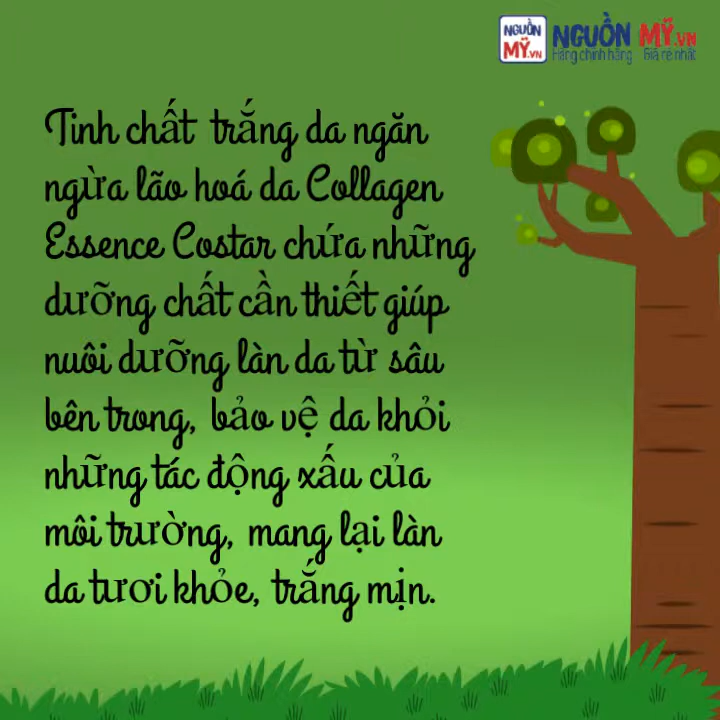 NGUỒN
MỸ.VN
NGUỒN MỸ.VN
Hàng chính hãng Giá rẻ nhất
Tinh chất trắng da ngăn
ngừa lão hoá da Collagen
Essence Costar chứa những
dưỡng chất cần thiết giúp
nuôi dưỡng làn da từ sâu
bên trong, bảo vệ da khỏi
những tác động xấu của
môi trường, mang lại làn
da tươi khỏe, trắng mịn.